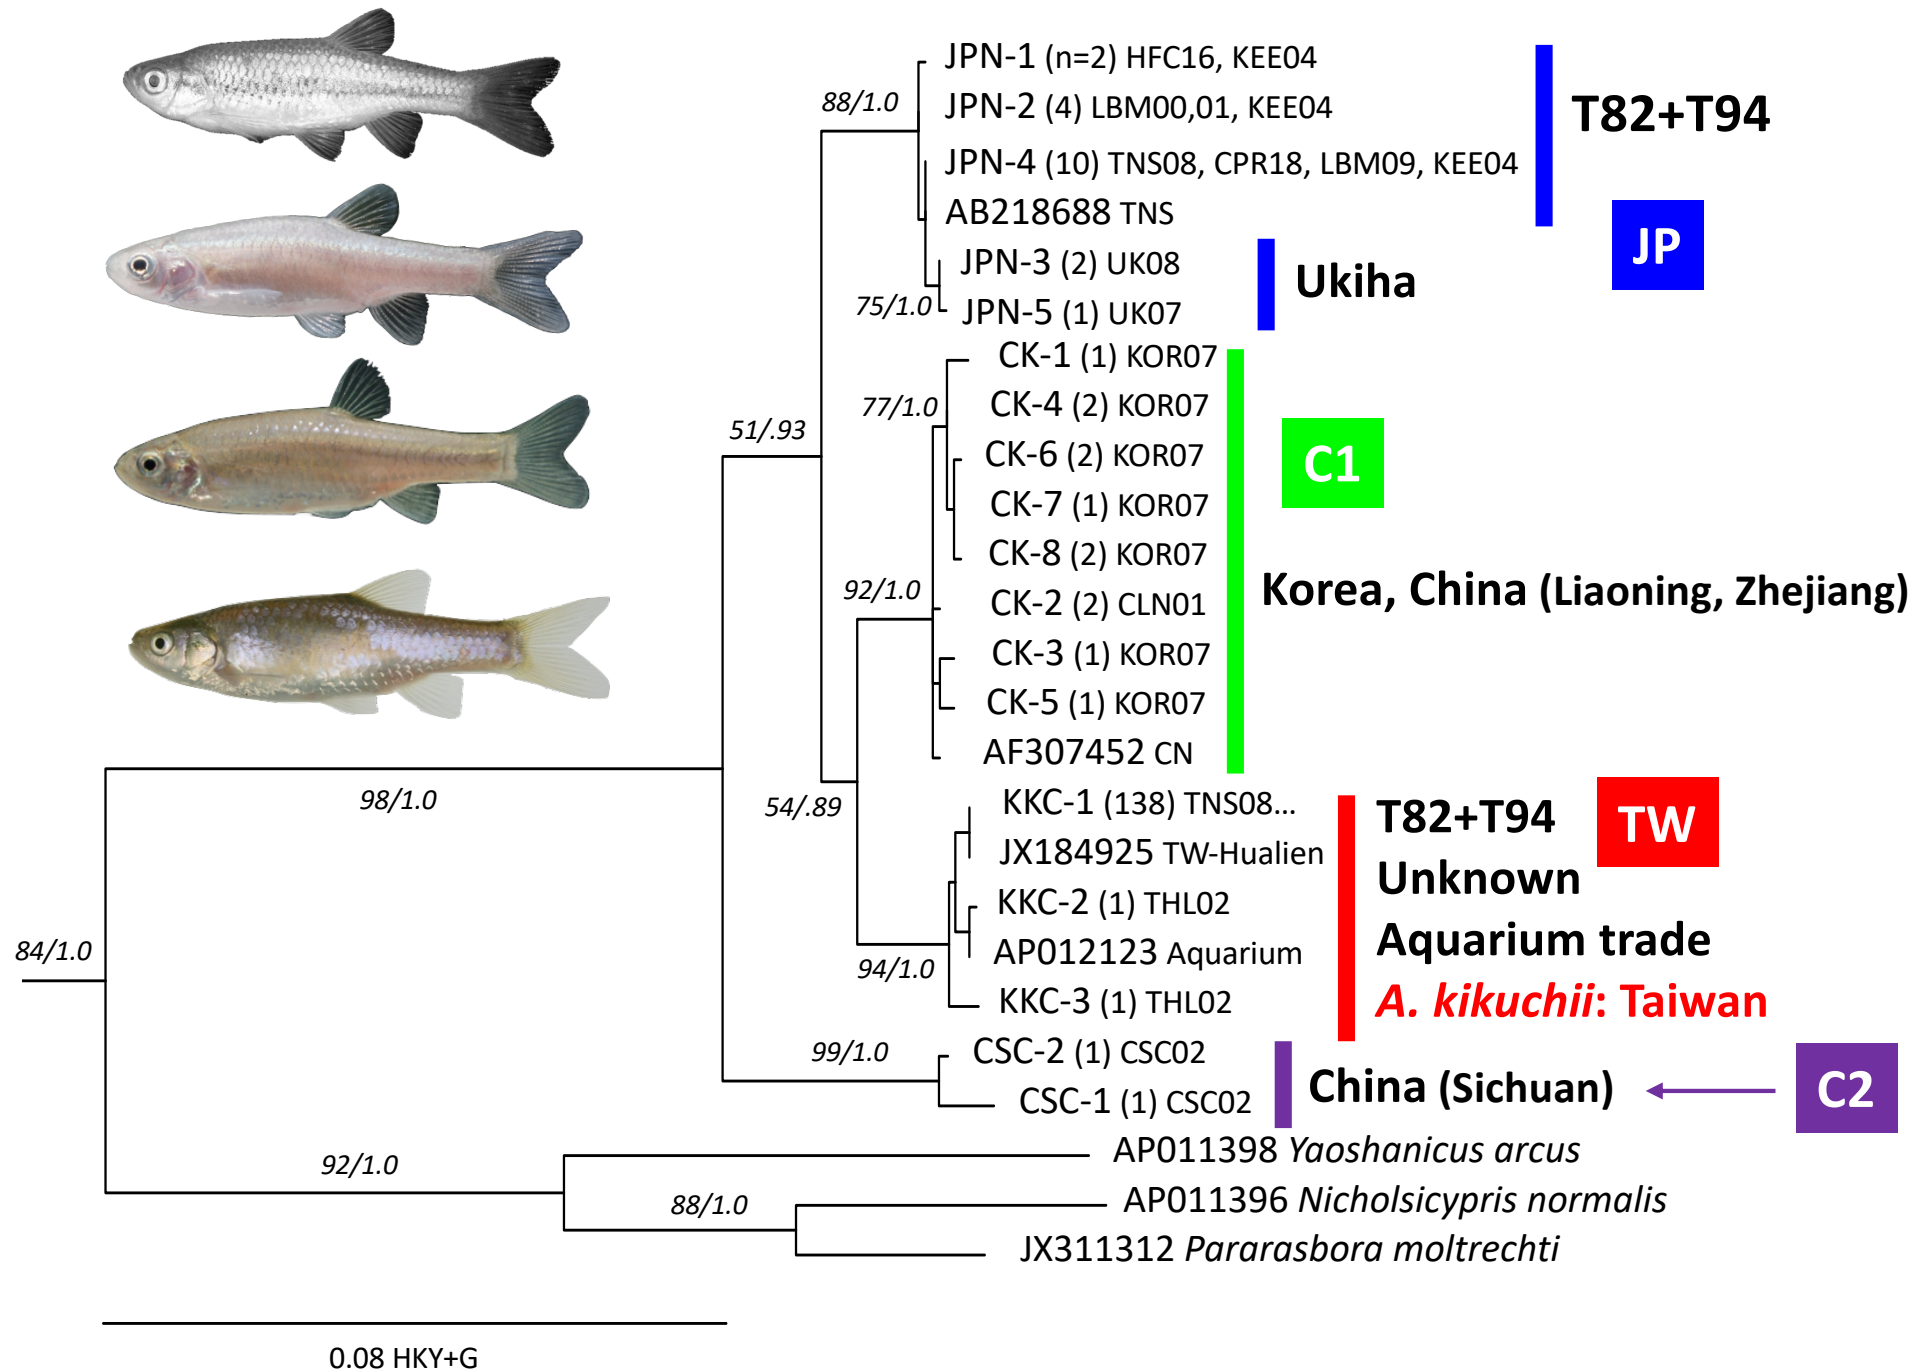 JPN-1 (n=2) HFC16, KEE04
88/1.0
JPN-2 (4) LBM00,01, KEE04
T82+T94
JPN-4 (10) TNS08, CPR18, LBM09, KEE04
AB218688 TNS
JP
JPN-3 (2) UK08
Ukiha
75/1.0
JPN-5 (1) UK07
CK-1 (1) KOR07
77/1.0
CK-4 (2) KOR07
51/.93
CK-6 (2) KOR07
C1
CK-7 (1) KOR07
CK-8 (2) KOR07
92/1.0
CK-2 (2) CLN01
Korea, China (Liaoning, Zhejiang)
CK-3 (1) KOR07
CK-5 (1) KOR07
AF307452 CN
98/1.0
54/.89
KKC-1 (138) TNS08...
T82+T94
TW
JX184925 TW-Hualien
Unknown
KKC-2 (1) THL02
84/1.0
AP012123 Aquarium
Aquarium trade
94/1.0
KKC-3 (1) THL02
A. kikuchii: Taiwan
99/1.0
CSC-2 (1) CSC02
China (Sichuan)
C2
CSC-1 (1) CSC02
92/1.0
AP011398 Yaoshanicus arcus
88/1.0
AP011396 Nicholsicypris normalis
JX311312 Pararasbora moltrechti
0.08 HKY+G